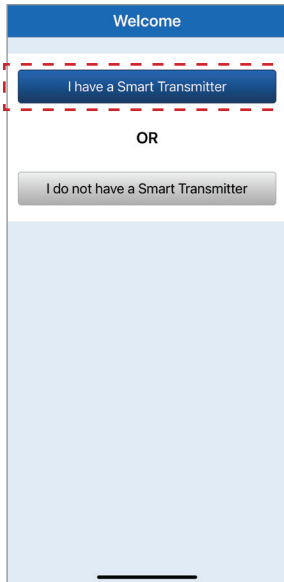 Welcome
I have a Smart Transmitter
OR
I do not have a Smart Transmitter